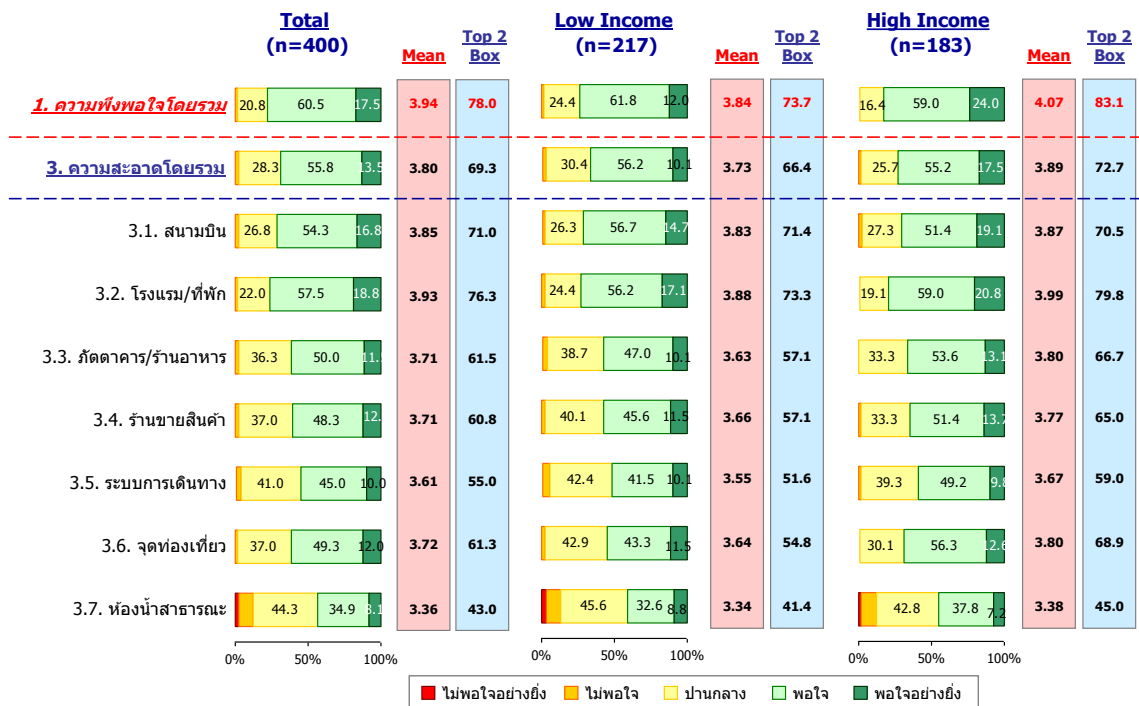 Total Low Income High Income
(n=400) (n=217) (n=183)
Mean Top 2 Box Mean Top 2 Box Mean Top 2 Box
1. ความพึงพอใจโดยรวม 20.8 60.5 17.5 3.94 78.0 24.4 61.8 12.0 3.84 73.7 16.4 59.0 24.0 4.07 83.1
3. ความสะอาดโดยรวม 28.3 55.8 13.5 3.80 69.3 30.4 56.2 10.1 3.73 66.4 25.7 55.2 17.5 3.89 72.7
3.1. สนามบิน 26.8 54.3 16.8 3.85 71.0 26.3 56.7 14.7 3.83 71.4 27.3 51.4 19.1 3.87 70.5
3.2. โรงแรม/ที่พัก 22.0 57.5 18.8 3.93 76.3 24.4 56.2 17.1 3.88 73.3 19.1 59.0 20.8 3.99 79.8
3.3. ภัตตาคาร/ร้านอาหาร 36.3 50.0 11. 3.71 61.5 38.7 47.0 10.1 3.63 57.1 33.3 53.6 13.1 3.80 66.7
3.4. ร้านขายสินค้า 37.0 48.3 12. 3.71 60.8 40.1 45.6 11.5 3.66 57.1 33.3 51.4 13.7 3.77 65.0
3.5. ระบบการเดินทาง 41.0 45.0 10.0 3.61 55.0 42.4 41.5 10.1 3.55 51.6 39.3 49.2 9.8 3.67 59.0
3.6. จุดท่องเที่ยว 37.0 49.3 12.0 3.72 61.3 42.9 43.3 11.5 3.64 54.8 30.1 56.3 12.6 3.80 68.9
3.7. ห้องน้ำสาธารณะ 44.3 34.9 8.1 3.36 43.0 45.6 32.6 8.8 3.34 41.4 42.8 37.8 7.2 3.38 45.0
0% 100% 0% 100% 0% 100%
ไม่พอใจอย่างยิ่ง ไม่พอใจ ปานกลาง พอใจ พอใจอย่างยิ่ง